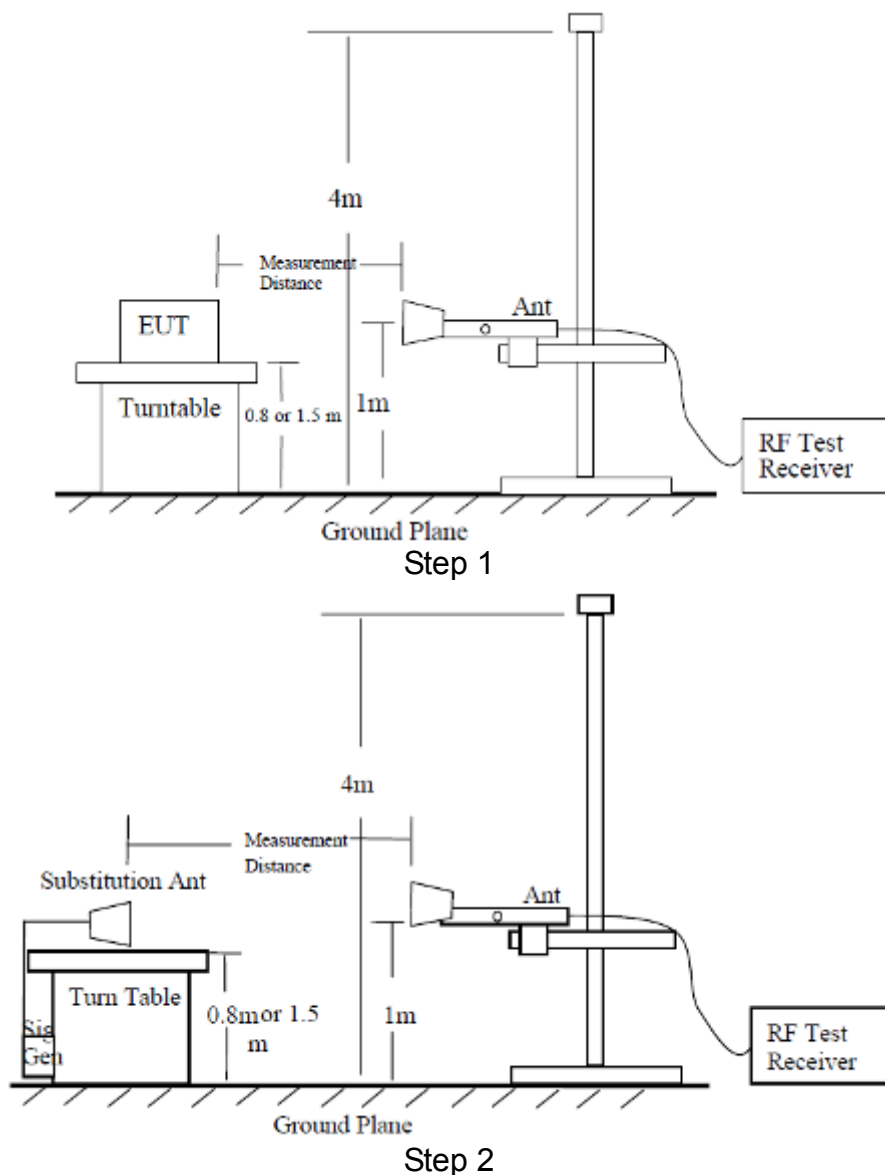 4m
Measurement
Distance
EUT
Ant
Turntable
0.8 or 1.5 m
1m
RF Test
Receiver
Ground Plane
Step 1
4m
Measurement
Distance
Substitution Ant
Ant
Turn Table
0.8m or 1.5
m
1m
Sig
Gen
RF Test
Receiver
Ground Plane
Step 2